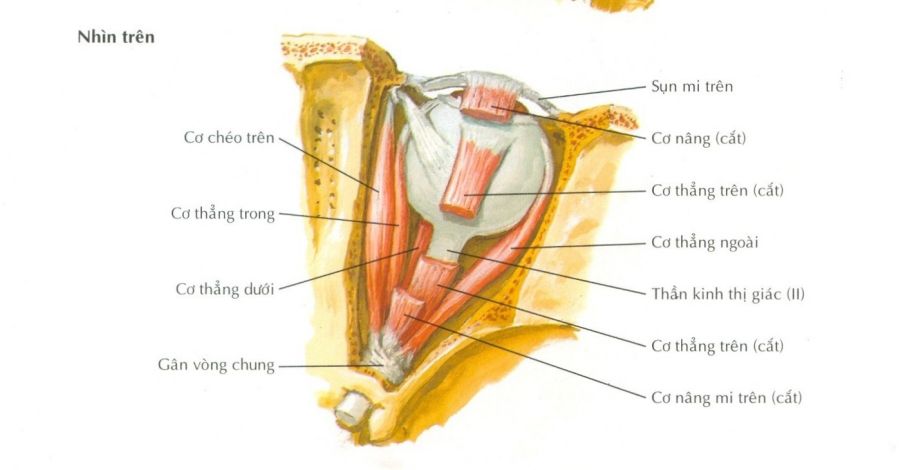 Nhìn trên
Sụn mi trên
Cơ chéo trên
Cơ nâng (cắt)
Cơ thẳng trên (cắt)
Cơ thẳng trong
Cơ thẳng ngoài
Cơ thẳng dưới
Thần kinh thị giác (II)
Cơ thẳng trên (cắt)
Gân vòng chung
Cơ nâng mi trên (cắt)